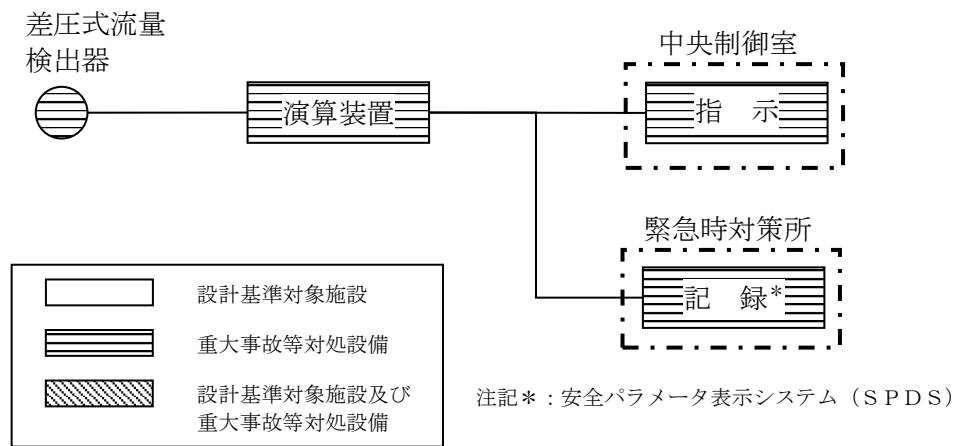 差圧式流量
検出器
演算装置
中央制御室
指　示
緊急時対策所
記　録*
設計基準対象施設
重大事故等対処設備
設計基準対象施設及び
重大事故等対処設備
注記＊：安全パラメータ表示システム（ＳＰＤＳ）